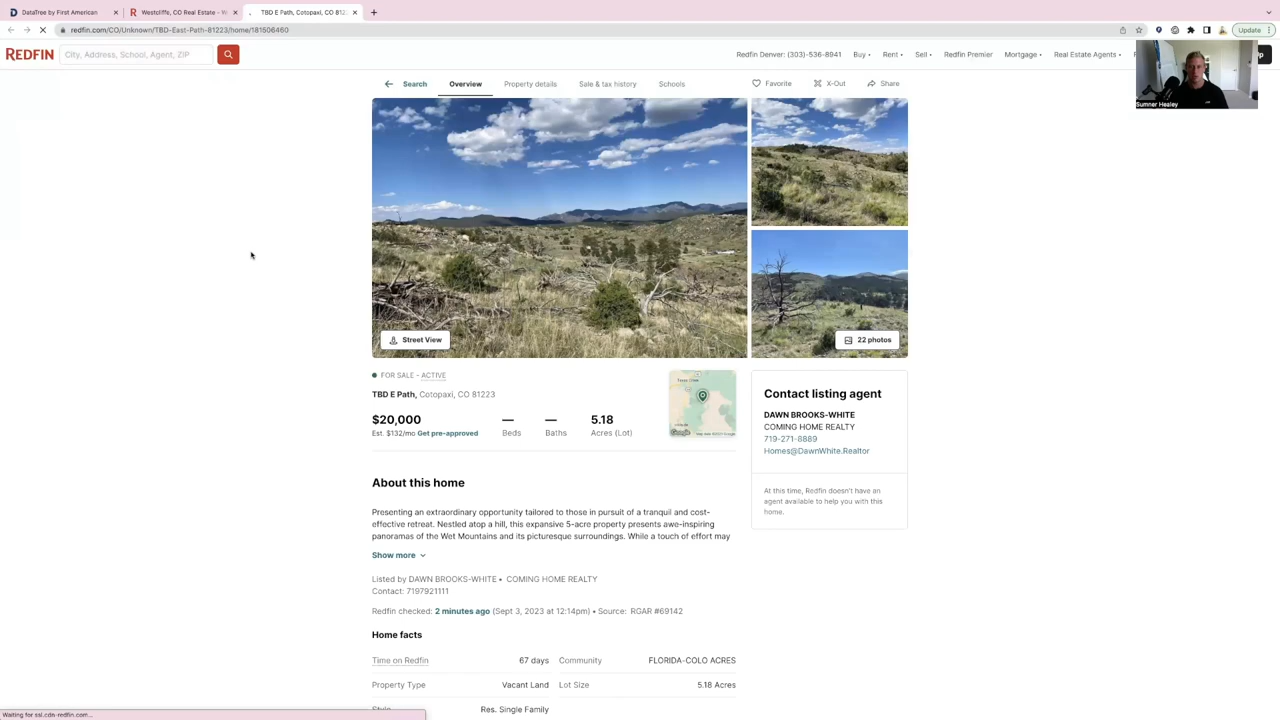 DataTree by First American
Westcliffe, CO Real Estate - W
TBD E Path, Cotopaxi, CO 812
redfin.com/CO/Unknown/TBD-East-Path-81223/home/181506460
Update
REDFIN
City, Address, School, Agent, ZIP
Redfin Denver: (303)-536-8941
Buy
Rent
Sell
Redfin Premier
Mortgage
Real Estate Agents
Sumner Healey
Search
Overview
Property details
Sale & tax history
Schools
Favorite
X-Out
Share
Street View
22 photos
FOR SALE - ACTIVE
TBD E Path, Cotopaxi, CO 81223
$20,000
Est. $132/mo Get pre-approved
—
Beds
—
Baths
5.18
Acres (Lot)
Google
Contact listing agent
DAWN BROOKS-WHITE
COMING HOME REALTY
719-271-8889
Homes@DawnWhite.Realtor
At this time, Redfin doesn't have an
agent available to help you with this
home.
About this home
Presenting an extraordinary opportunity tailored to those in pursuit of a tranquil and cost-
effective retreat. Nestled atop a hill, this expansive 5-acre property presents awe-inspiring
panoramas of the Wet Mountains and its picturesque surroundings. While a touch of effort may
Show more
Listed by DAWN BROOKS-WHITE • COMING HOME REALTY
Contact: 7197921111
Redfin checked: 2 minutes ago (Sept 3, 2023 at 12:14pm) • Source: RGAR #69142
Home facts
Time on Redfin
67 days
Community
FLORIDA-COLO ACRES
Property Type
Vacant Land
Lot Size
5.18 Acres
Style
Res. Single Family
Waiting for ssl.cdn-redfin.com...